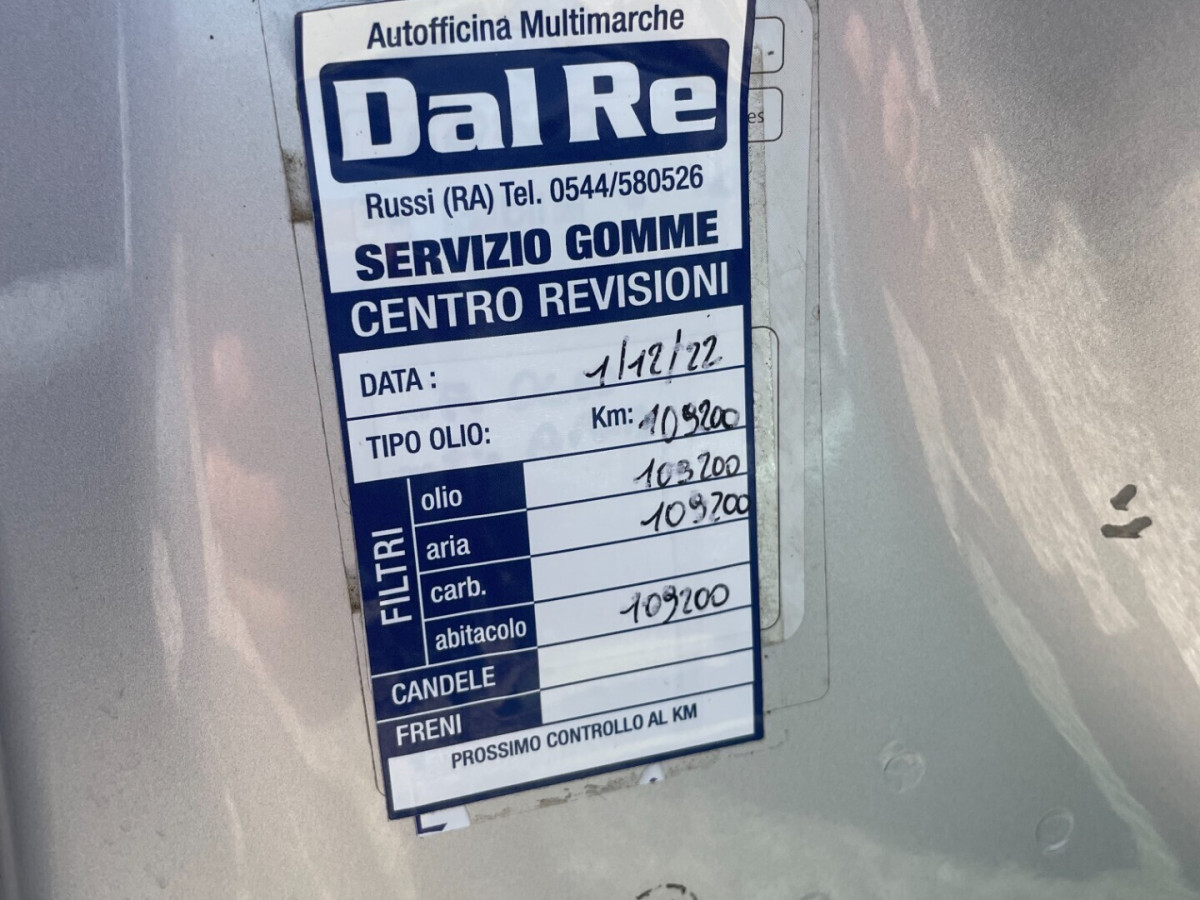 Autofficina Multimarche
Dal Re
Russi (RA) Tel. 0544/580526
SERVIZIO GOMME
CENTRO REVISIONI
DATA: 1/12/22
TIPO OLIO: Km: 109200
FILTRI
olio 109200
aria 109200
carb.
abitacolo 109200
CANDELE
FRENI
PROSSIMO CONTROLLO AL KM